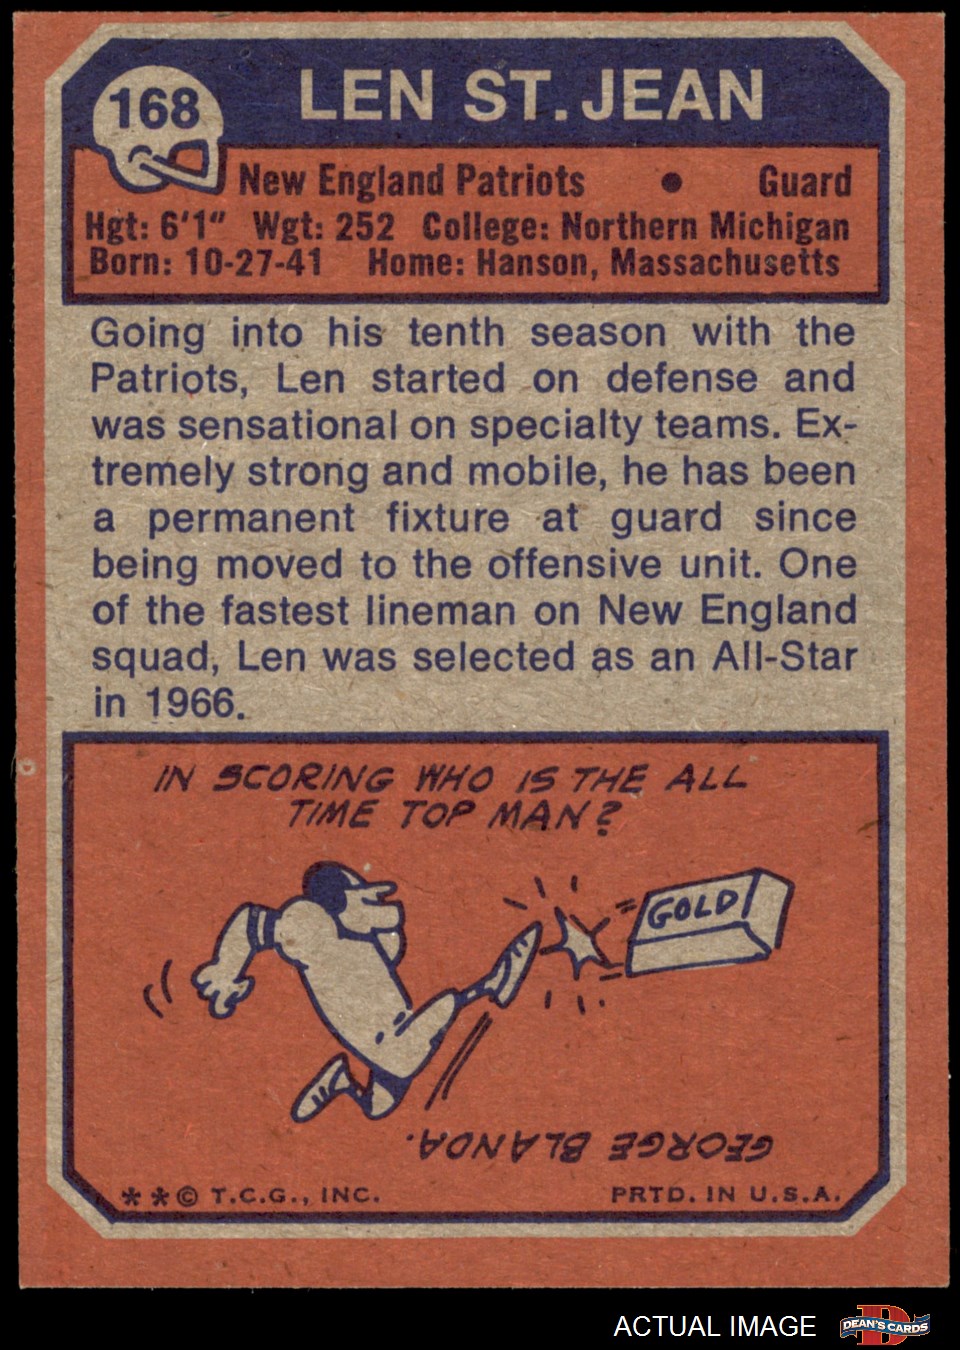 168
LEN ST. JEAN
New England Patriots • Guard
Hgt: 6'1" Wgt: 252 College: Northern Michigan
Born: 10-27-41 Home: Hanson, Massachusetts
Going into his tenth season with the
Patriots, Len started on defense and
was sensational on specialty teams. Ex-
tremely strong and mobile, he has been
a permanent fixture at guard since
being moved to the offensive unit. One
of the fastest lineman on New England
squad, Len was selected as an All-Star
in 1966.
IN SCORING WHO IS THE ALL
TIME TOP MAN?
GOLD
GEORGE BLANDA.
**© T.C.G., INC. PRTD. IN U.S.A.
ACTUAL IMAGE
DEAN'S CARDS